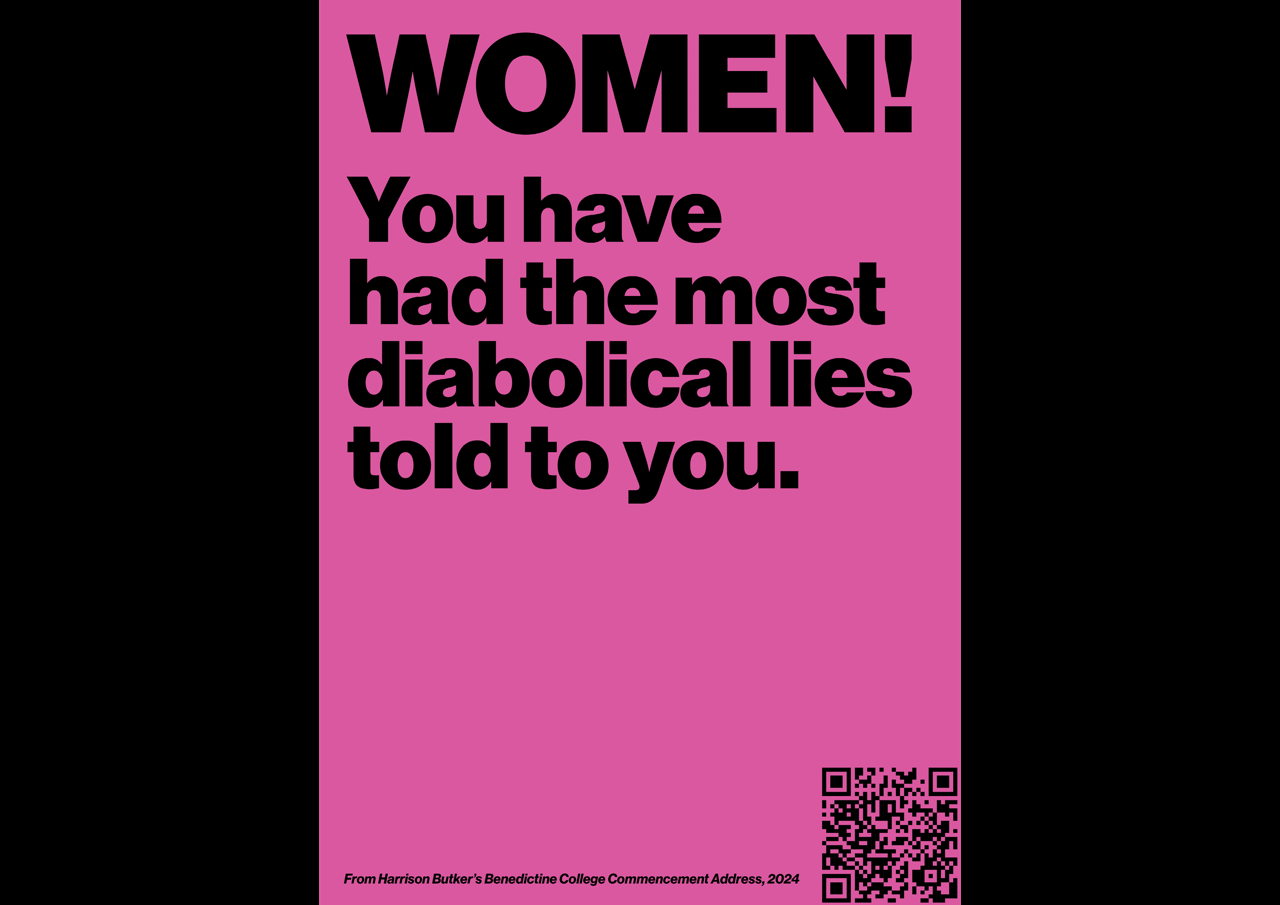 WOMEN!
You have
had the most
diabolical lies
told to you.
From Harrison Butker’s Benedictine College Commencement Address, 2024